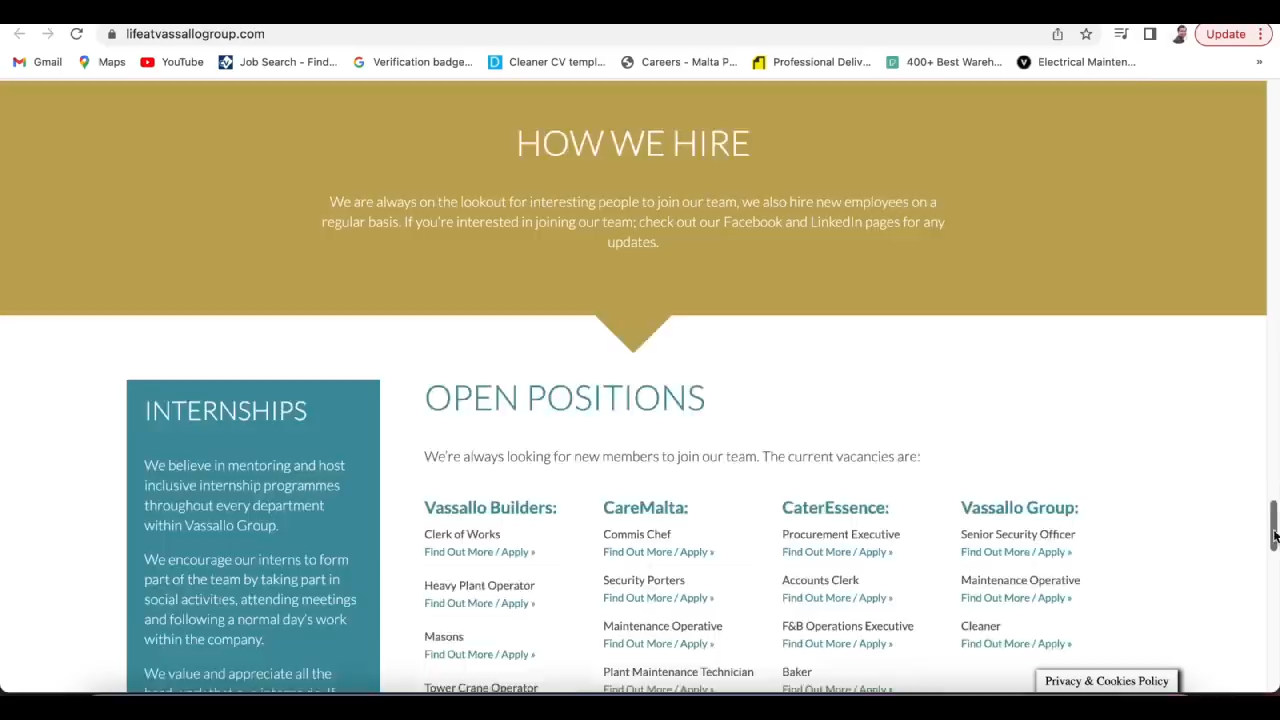 lifeatvassallogroup.com
Update
Gmail
Maps
YouTube
Job Search - Find...
Verification badge...
Cleaner CV templ...
Careers - Malta P...
Professional Deliv...
400+ Best Wareh...
Electrical Mainten...
»
HOW WE HIRE
We are always on the lookout for interesting people to join our team, we also hire new employees on a
regular basis. If you're interested in joining our team; check out our Facebook and LinkedIn pages for any
updates.
INTERNSHIPS
We believe in mentoring and host
inclusive internship programmes
throughout every department
within Vassallo Group.
We encourage our interns to form
part of the team by taking part in
social activities, attending meetings
and following a normal day's work
within the company.
We value and appreciate all the
OPEN POSITIONS
We're always looking for new members to join our team. The current vacancies are:
Vassallo Builders:
Clerk of Works
Find Out More / Apply »
Heavy Plant Operator
Find Out More / Apply »
Masons
Find Out More / Apply »
Tower Crane Operator
CareMalta:
Commis Chef
Find Out More / Apply »
Security Porters
Find Out More / Apply »
Maintenance Operative
Find Out More / Apply »
Plant Maintenance Technician
Find Out More / Apply »
CaterEssence:
Procurement Executive
Find Out More / Apply »
Accounts Clerk
Find Out More / Apply »
F&B Operations Executive
Find Out More / Apply »
Baker
Find Out More / Apply »
Vassallo Group:
Senior Security Officer
Find Out More / Apply »
Maintenance Operative
Find Out More / Apply »
Cleaner
Find Out More / Apply »
Privacy & Cookies Policy